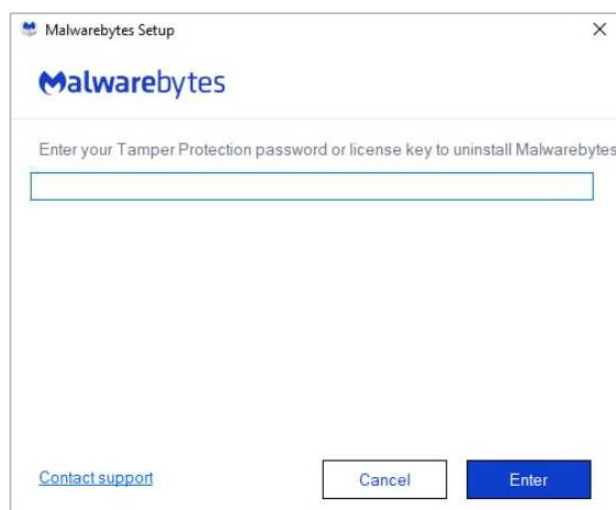 Malwarebytes Setup
Malwarebytes
Enter your Tamper Protection password or license key to uninstall Malwarebytes
Contact support
Cancel
Enter